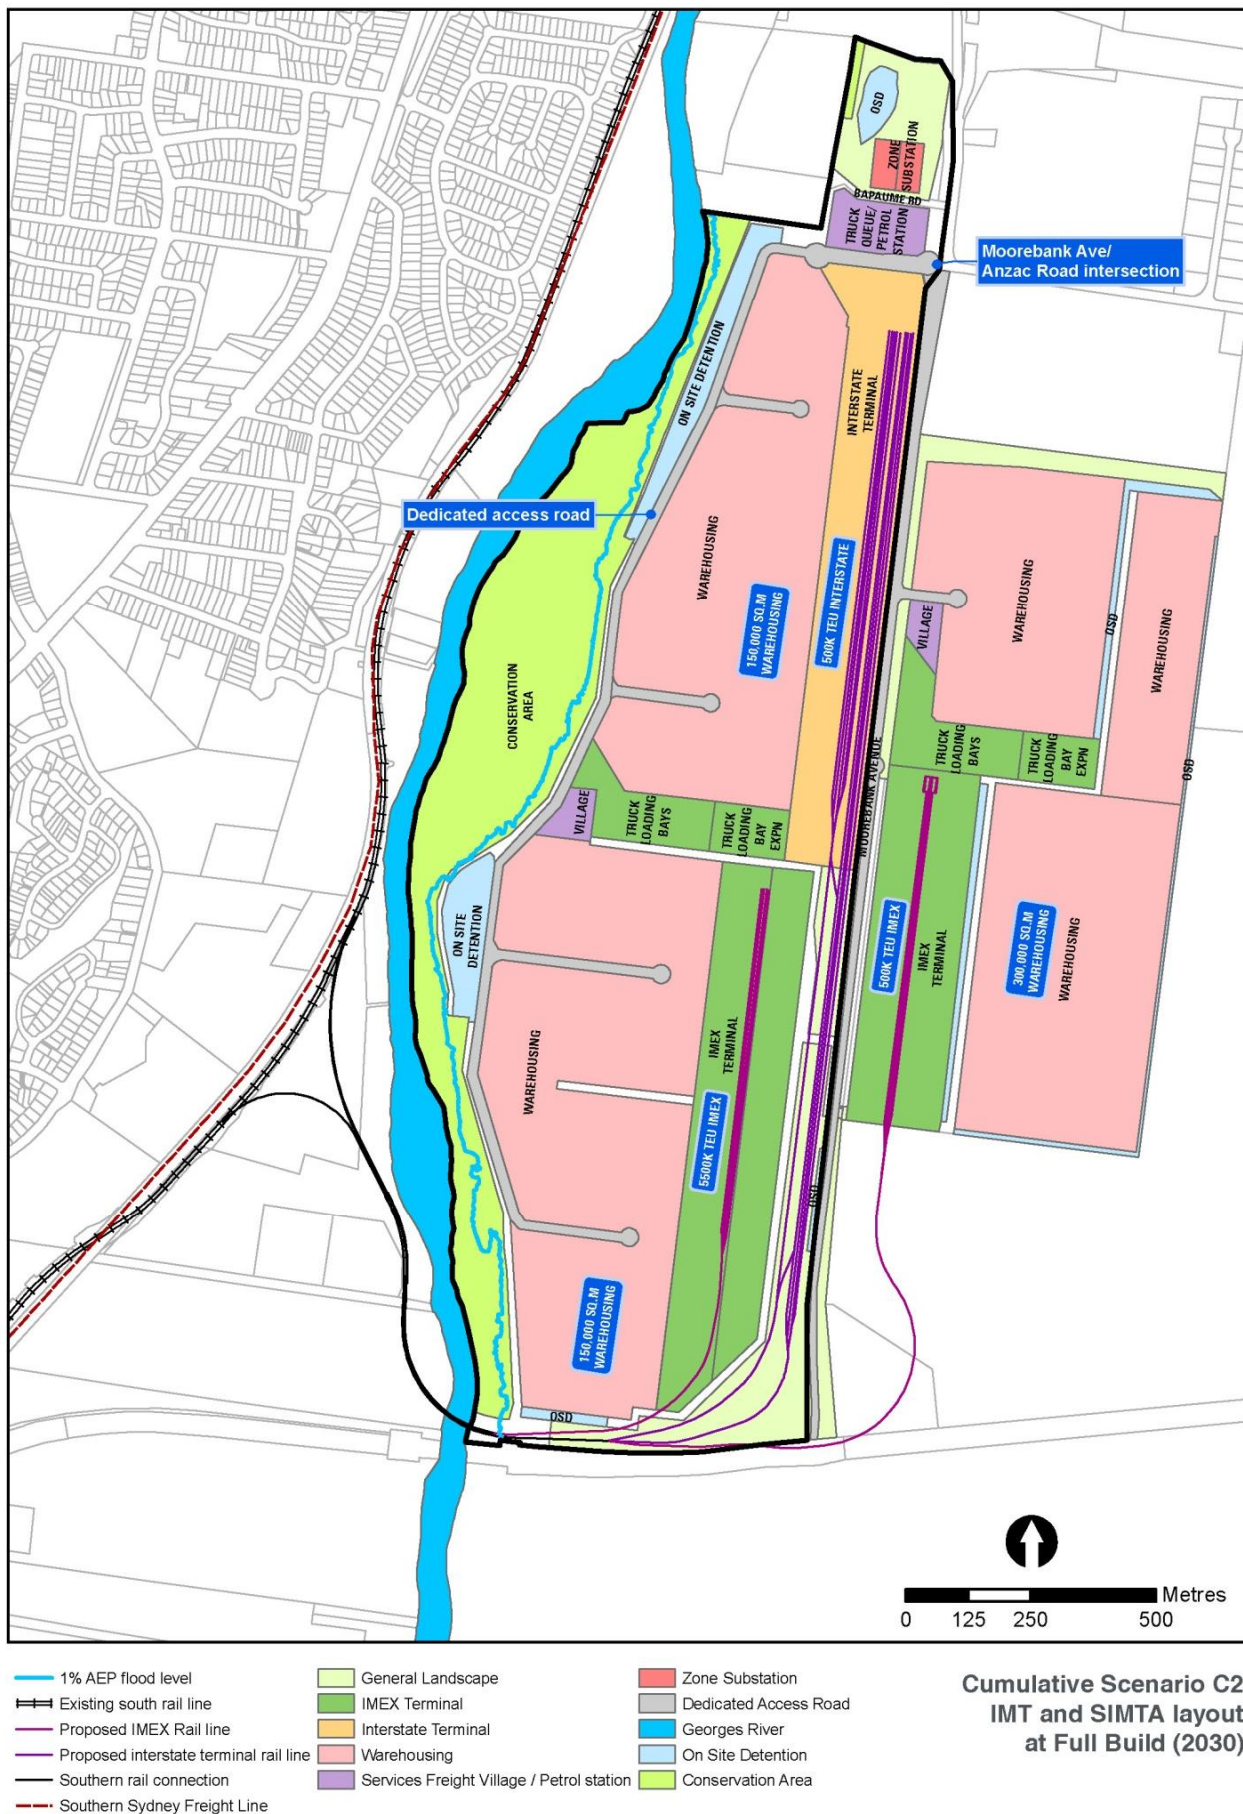 OSD
ZONE
SUBSTATION
BAPAUME RD
TRUCK
QUEUE/
PETROL
STATION
Moorebank Ave/
Anzac Road intersection
ON SITE DETENTION
INTERSTATE
TERMINAL
Dedicated access road
WAREHOUSING
150,000 SQ.M
WAREHOUSING
500K TEU INTERSTATE
VILLAGE
WAREHOUSING
OSD
WAREHOUSING
OSD
CONSERVATION
AREA
TRUCK
LOADING
BAYS
TRUCK
LOADING
BAY
EXPN
MOOREBANK AVENUE
VILLAGE
TRUCK
LOADING
BAYS
TRUCK
LOADING
BAY
EXPN
ON SITE
DETENTION
500K TEU IMEX
IMEX
TERMINAL
300,000 SQ.M
WAREHOUSING
WAREHOUSING
WAREHOUSING
IMEX
TERMINAL
5500K TEU IMEX
OSD
150,000 SQ.M
WAREHOUSING
OSD
Metres
0 125 250 500
1% AEP flood level
Existing south rail line
Proposed IMEX Rail line
Proposed interstate terminal rail line
Southern rail connection
Southern Sydney Freight Line
General Landscape
IMEX Terminal
Interstate Terminal
Warehousing
Services Freight Village / Petrol station
Zone Substation
Dedicated Access Road
Georges River
On Site Detention
Conservation Area
Cumulative Scenario C2
IMT and SIMTA layout
at Full Build (2030)